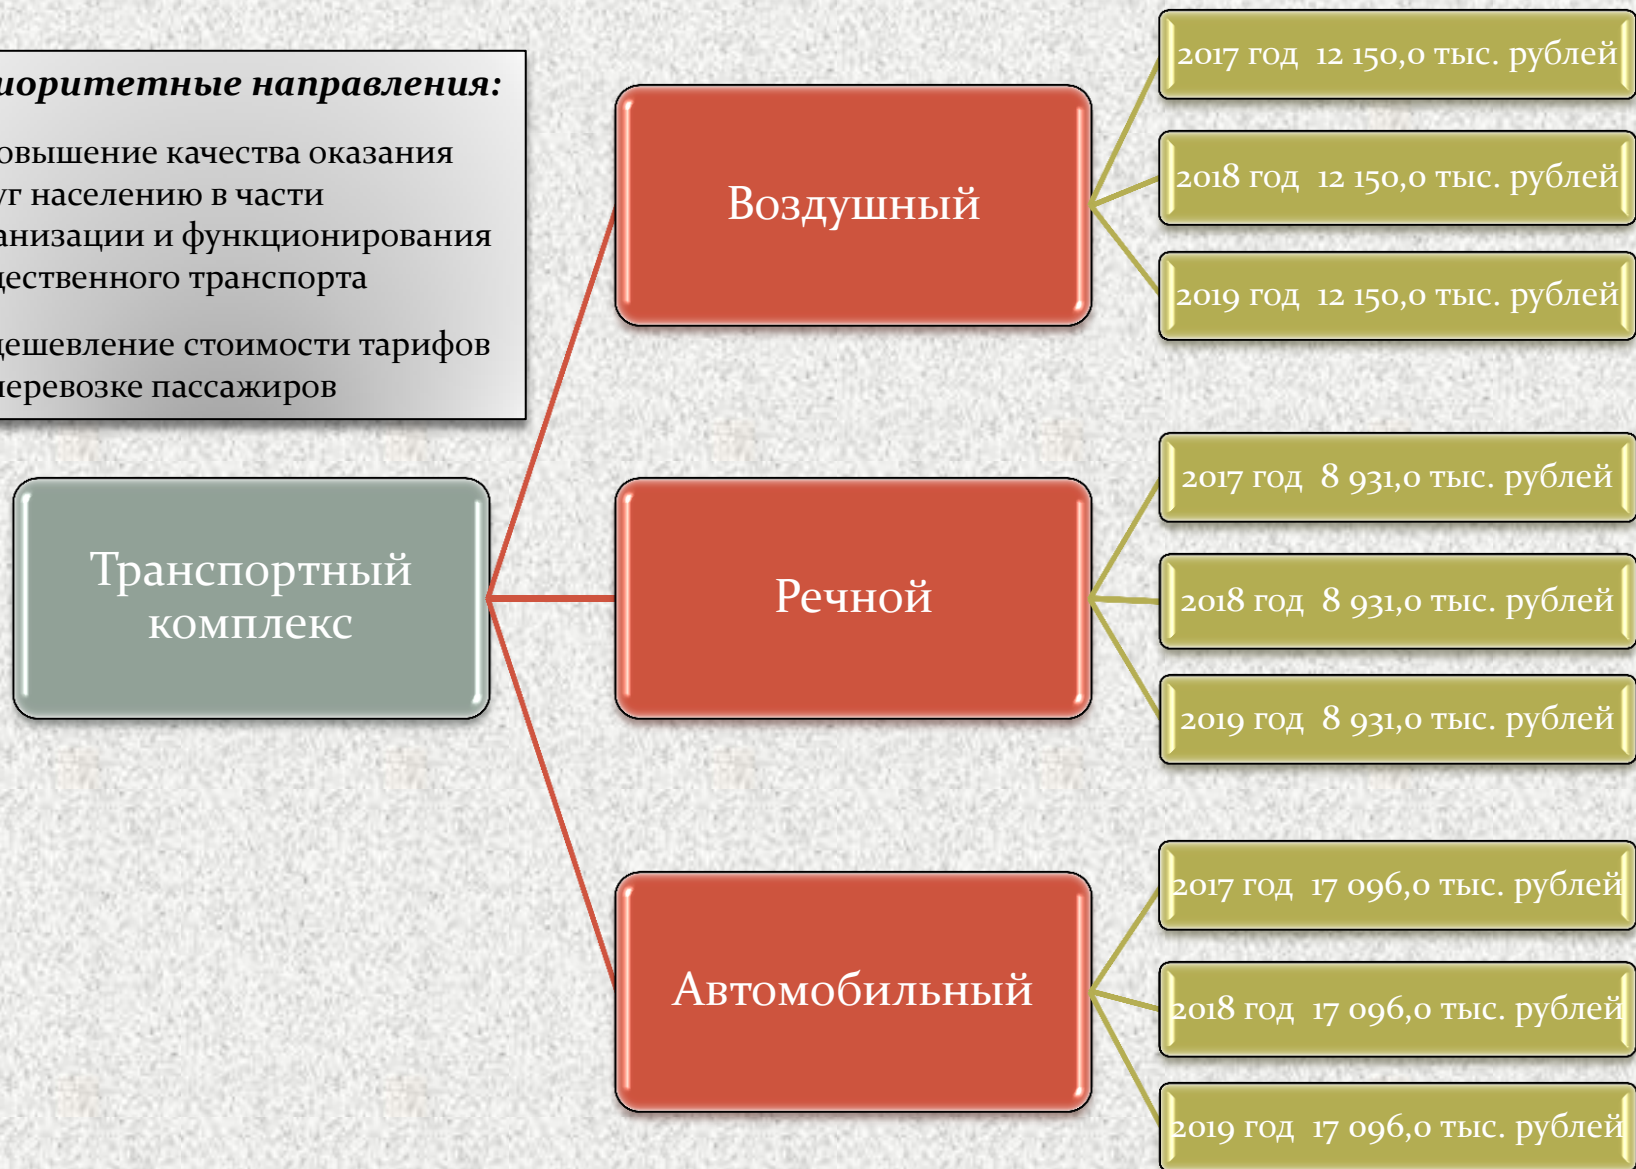 иоритетные направления:
овышение качества оказания
уг населению в части
анизации и функционирования
щественного транспорта
дешевление стоимости тарифов
перевозке пассажиров
Транспортный
комплекс
Воздушный
2017 год 12 150,0 тыс. рублей
2018 год 12 150,0 тыс. рублей
2019 год 12 150,0 тыс. рублей
Речной
2017 год 8 931,0 тыс. рублей
2018 год 8 931,0 тыс. рублей
2019 год 8 931,0 тыс. рублей
Автомобильный
2017 год 17 096,0 тыс. рублей
2018 год 17 096,0 тыс. рублей
2019 год 17 096,0 тыс. рублей